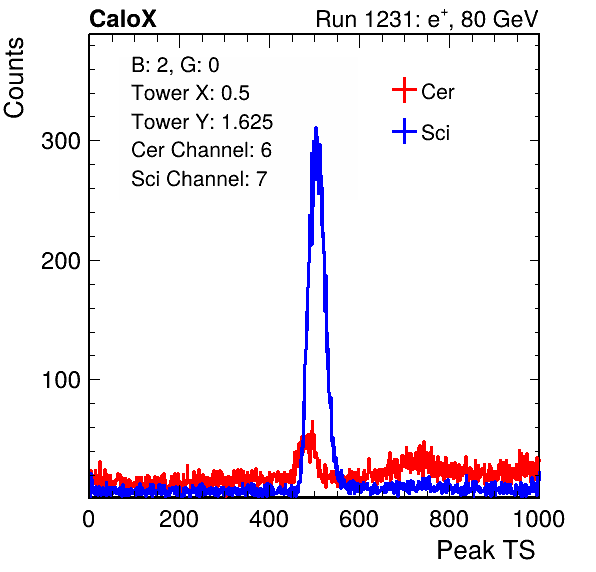 CaloX Run 1231: e⁺, 80 GeV
Counts
B: 2, G: 0
Tower X: 0.5
Tower Y: 1.625
Cer Channel: 6
Sci Channel: 7
Cer
Sci
300
200
100
0 200 400 600 800 1000
Peak TS